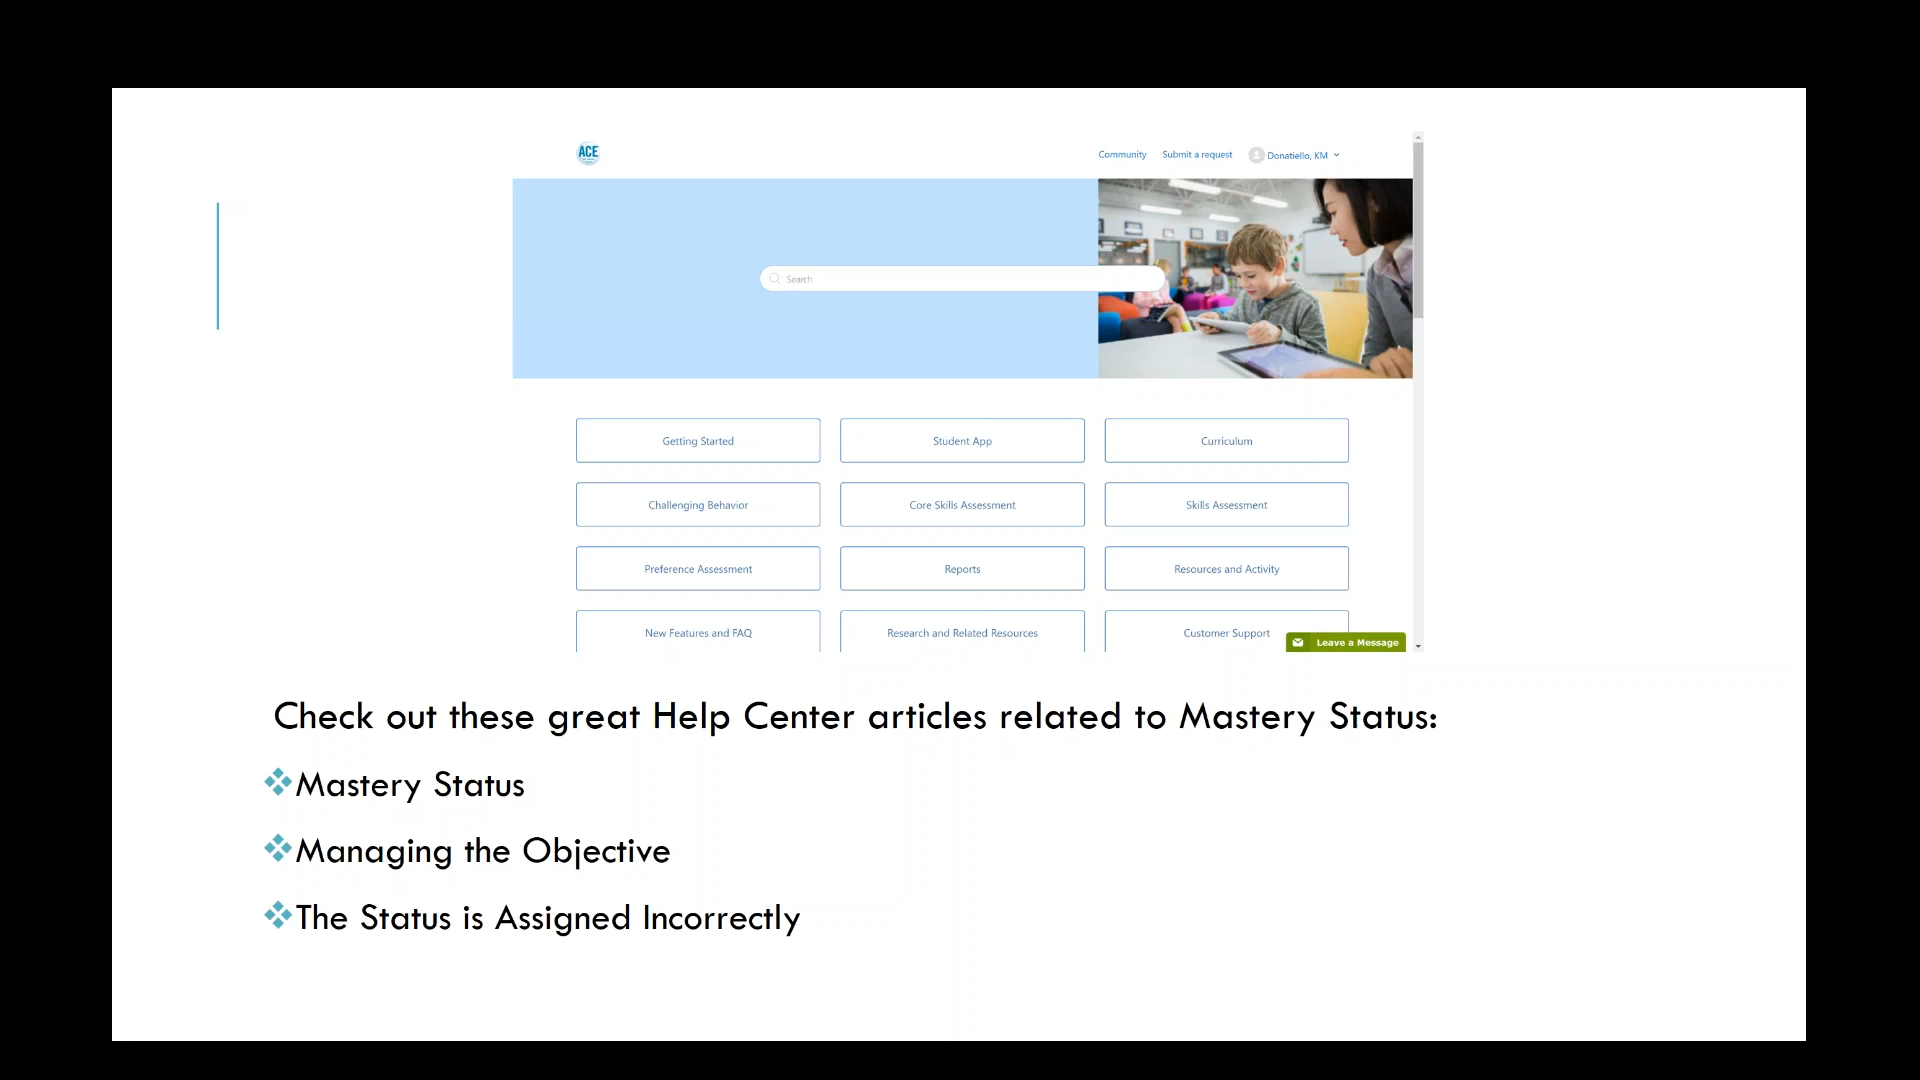 ACE
Community Submit a request Donatiello, KM
Search
Getting Started Student App Curriculum
Challenging Behavior Core Skills Assessment Skills Assessment
Preference Assessment Reports Resources and Activity
New Features and FAQ Research and Related Resources Customer Support
Leave a Message
Check out these great Help Center articles related to Mastery Status:
Mastery Status
Managing the Objective
The Status is Assigned Incorrectly